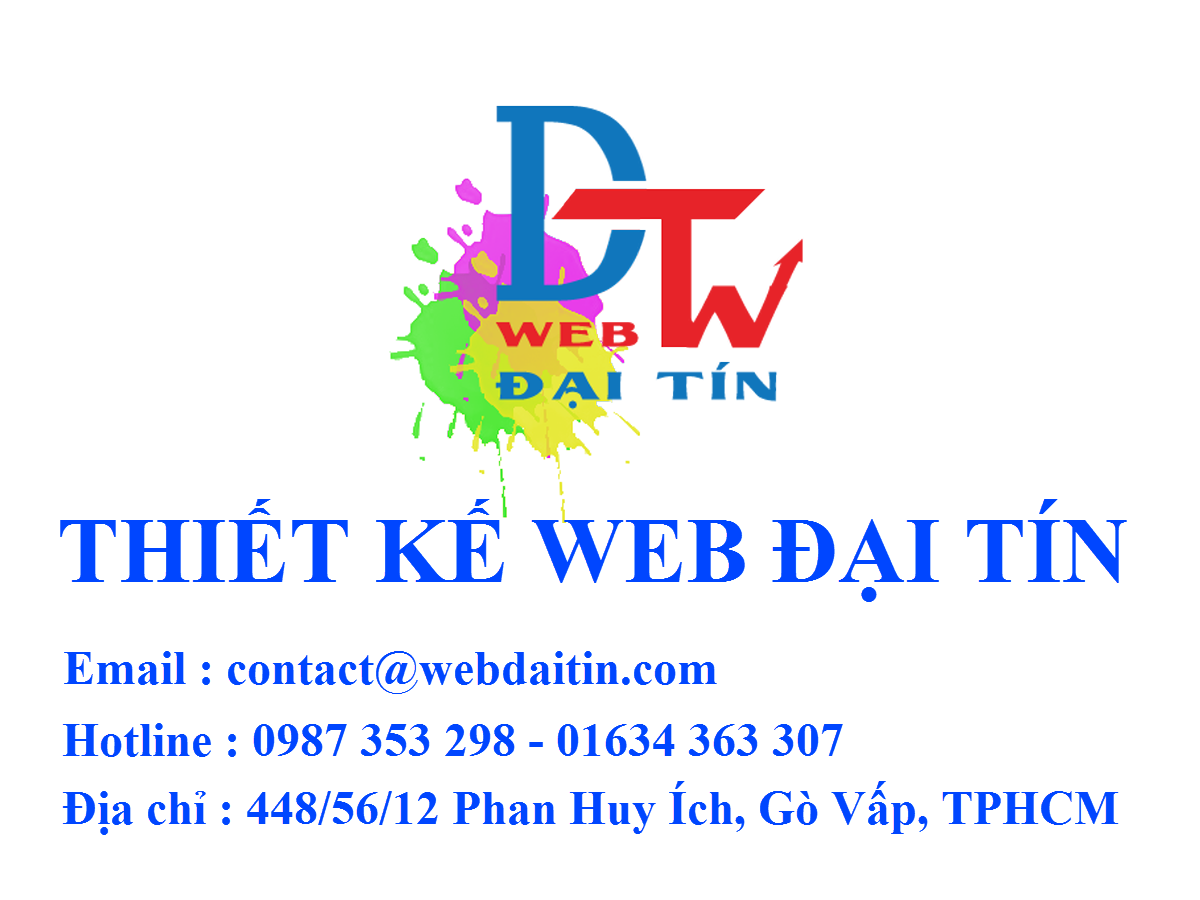 DTW
WEB
ĐẠI TÍN
THIẾT KẾ WEB ĐẠI TÍN
Email : contact@webdaitin.com
Hotline : 0987 353 298 - 01634 363 307
Địa chỉ : 448/56/12 Phan Huy Ích, Gò Vấp, TPHCM